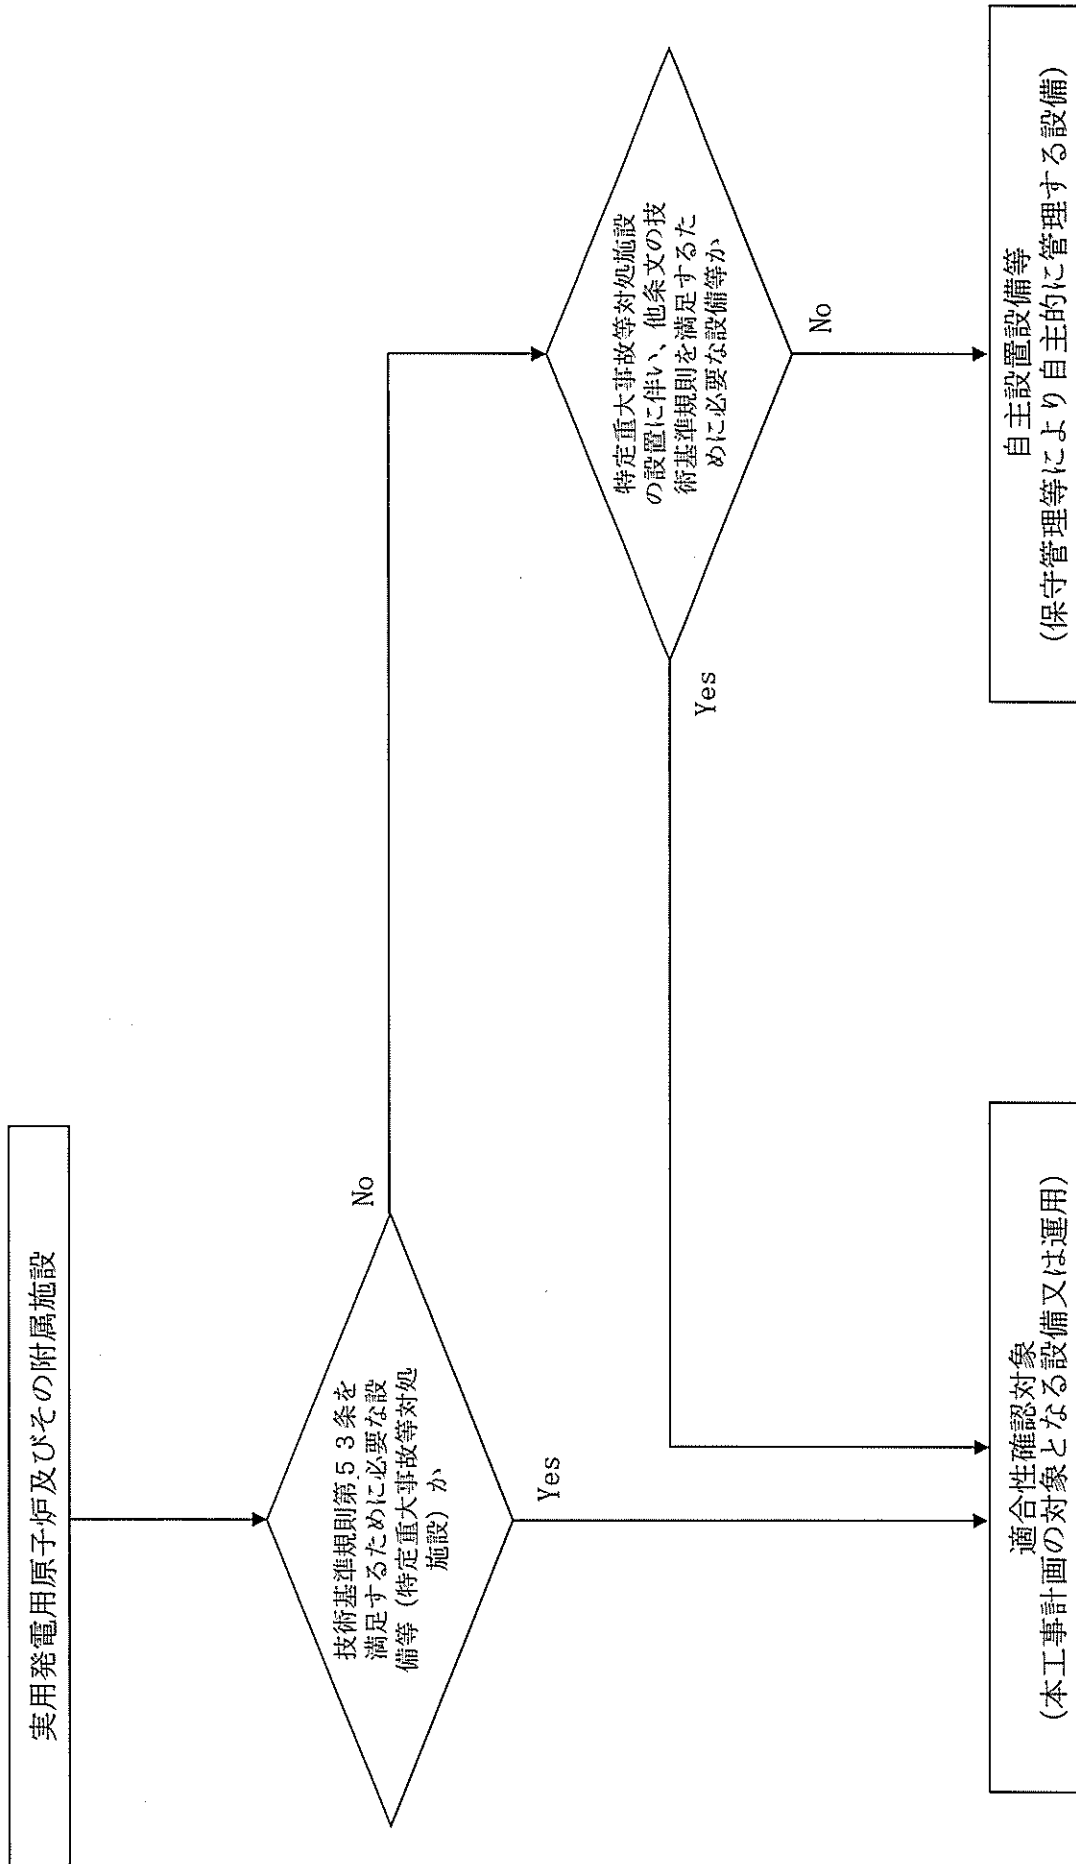 実用発電用原子炉及びその附属施設
技術基準規則第53条を
満足するために必要な設
備等（特定重大事故等対処
施設）か
No
Yes
特定重大事故等対処施設
の設置に伴い、他条文の技
術基準規則を満足するた
めに必要な設備等か
Yes
No
適合性確認対象
(本工事計画の対象となる設備又は運用)
自主設置設備等
(保守管理等により自主的に管理する設備)